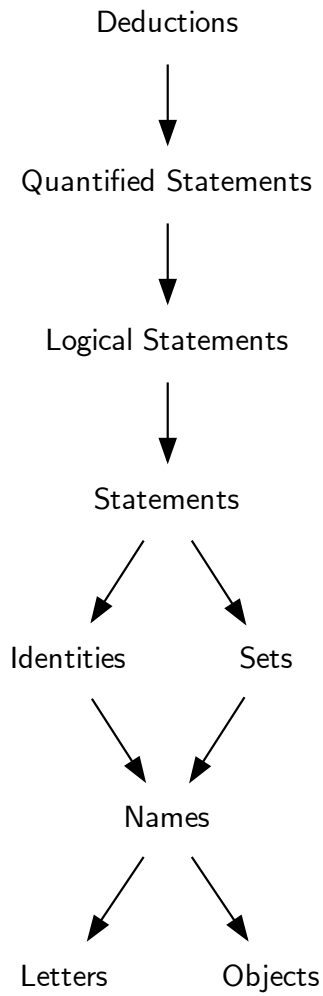 Deductions
Quantified Statements
Logical Statements
Statements
Identities
Sets
Names
Letters
Objects